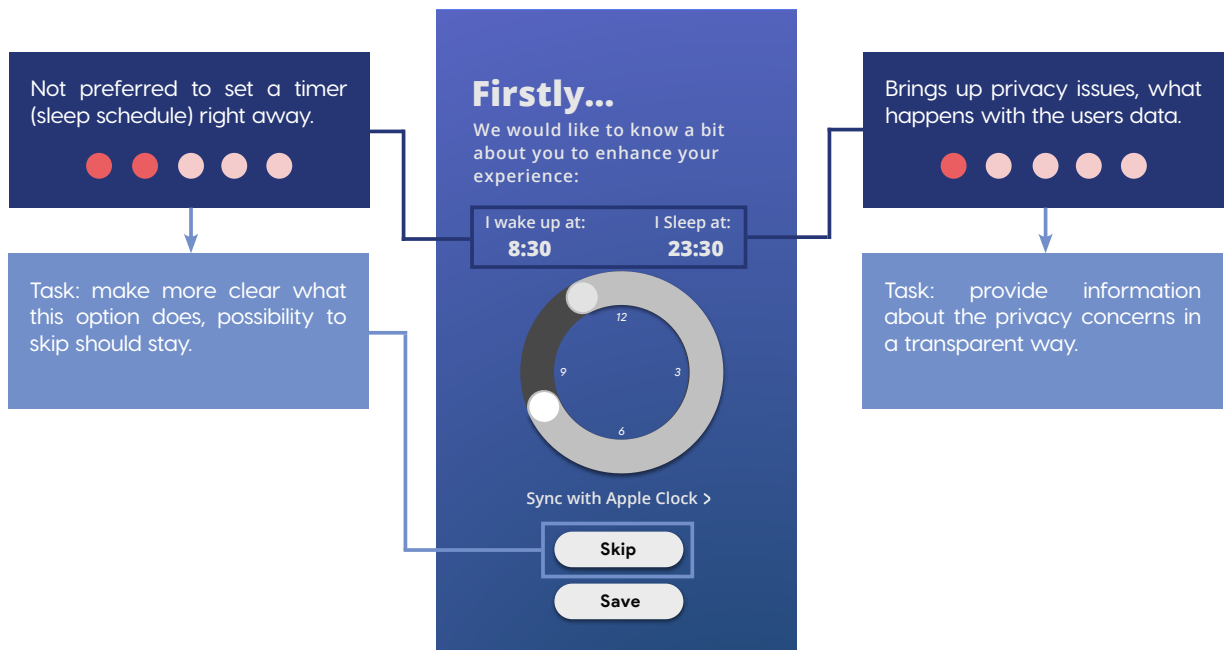 Not preferred to set a timer
(sleep schedule) right away.
Task: make more clear what
this option does, possibility to
skip should stay.
Firstly...
We would like to know a bit
about you to enhance your
experience:
I wake up at:
8:30
I Sleep at:
23:30
12
9
3
6
Sync with Apple Clock >
Skip
Save
Brings up privacy issues, what
happens with the users data.
Task: provide information
about the privacy concerns in
a transparent way.